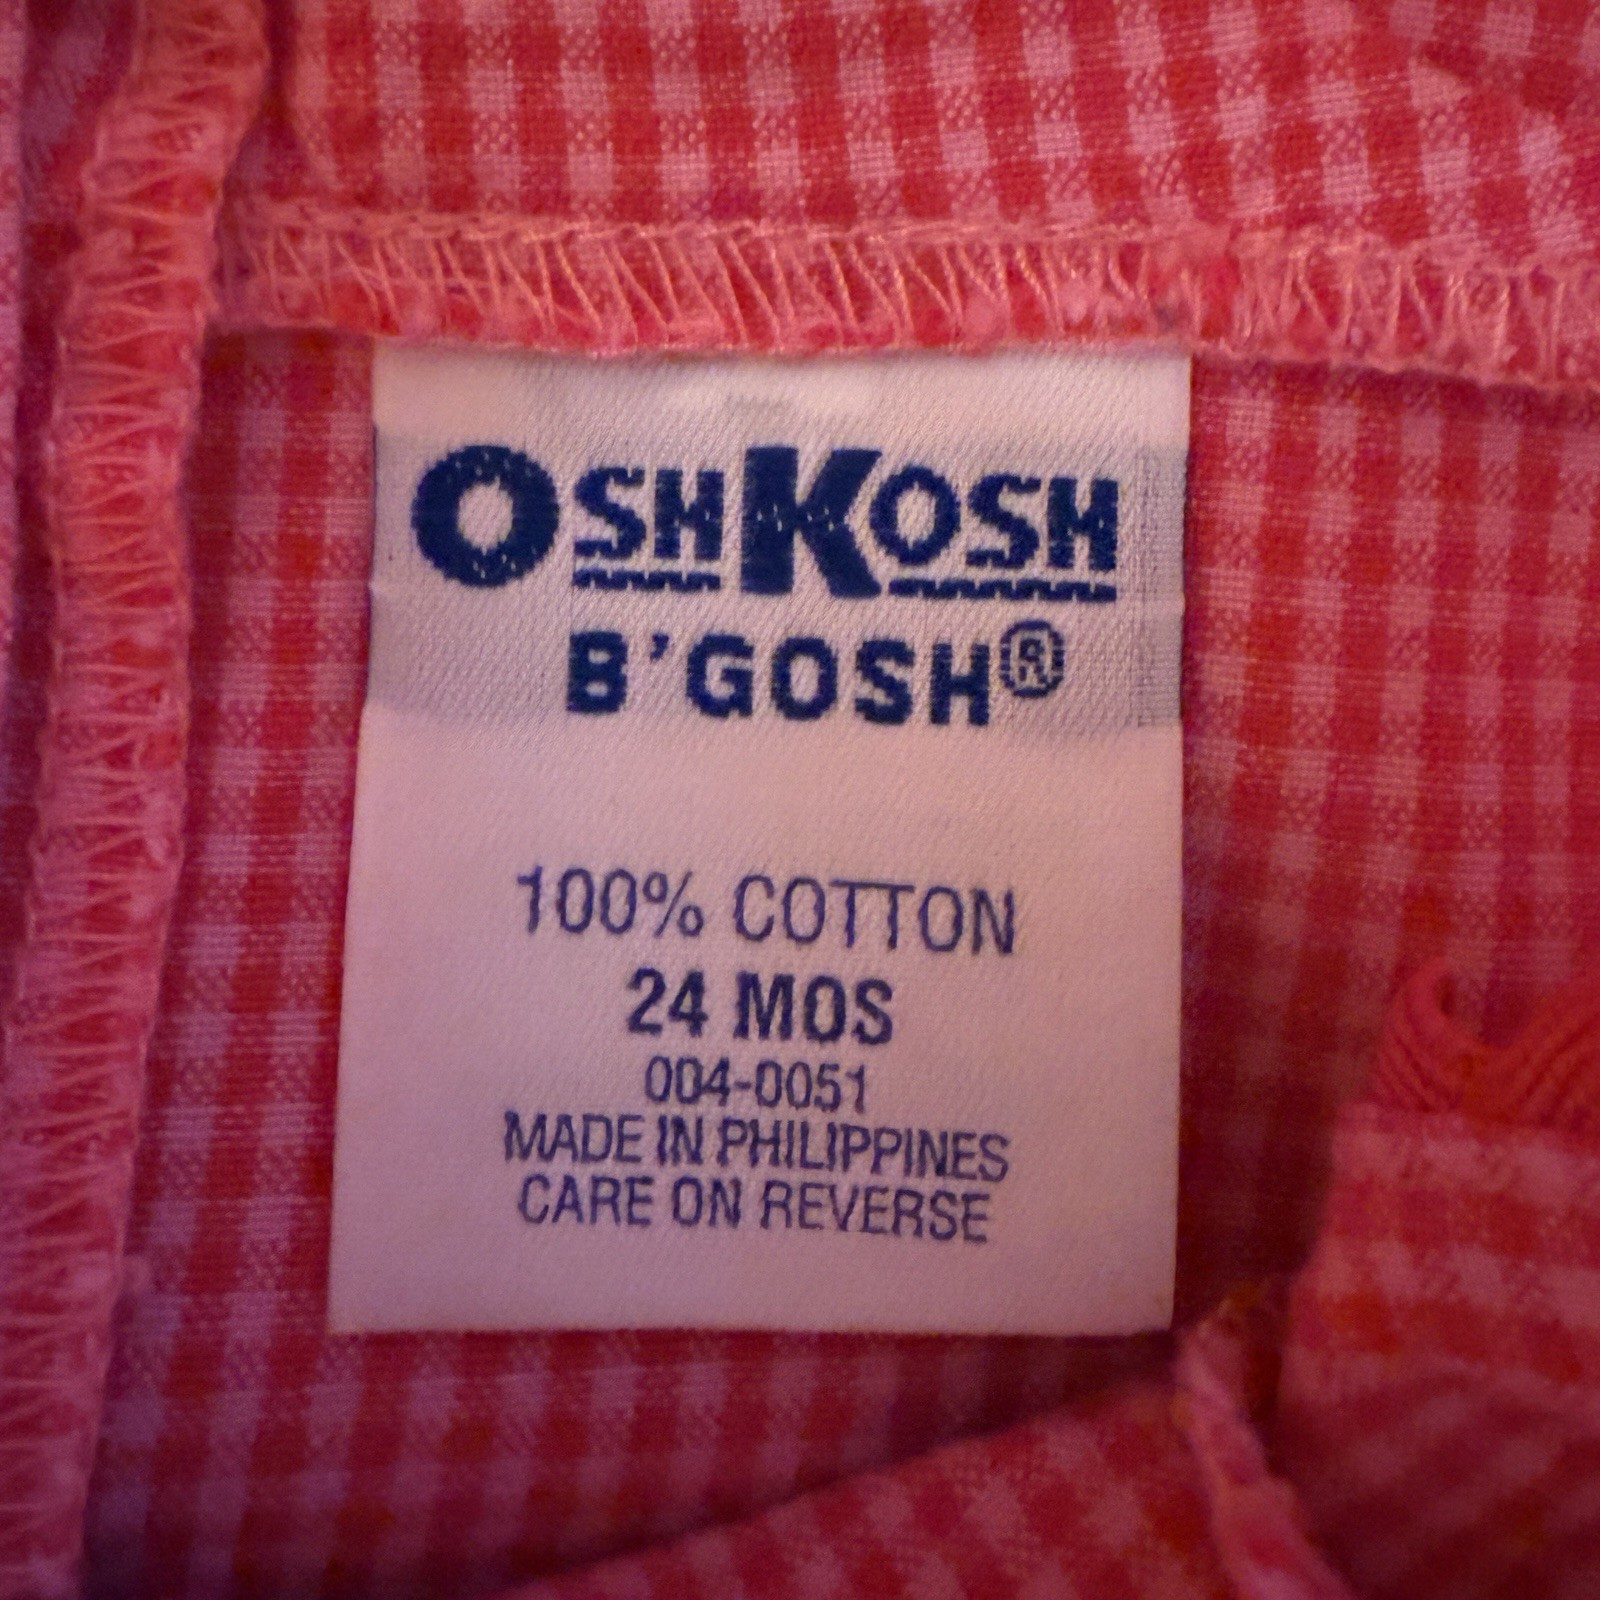 OSHKOSH
B'GOSH®
100% COTTON
24 MOS
004-0051
MADE IN PHILIPPINES
CARE ON REVERSE